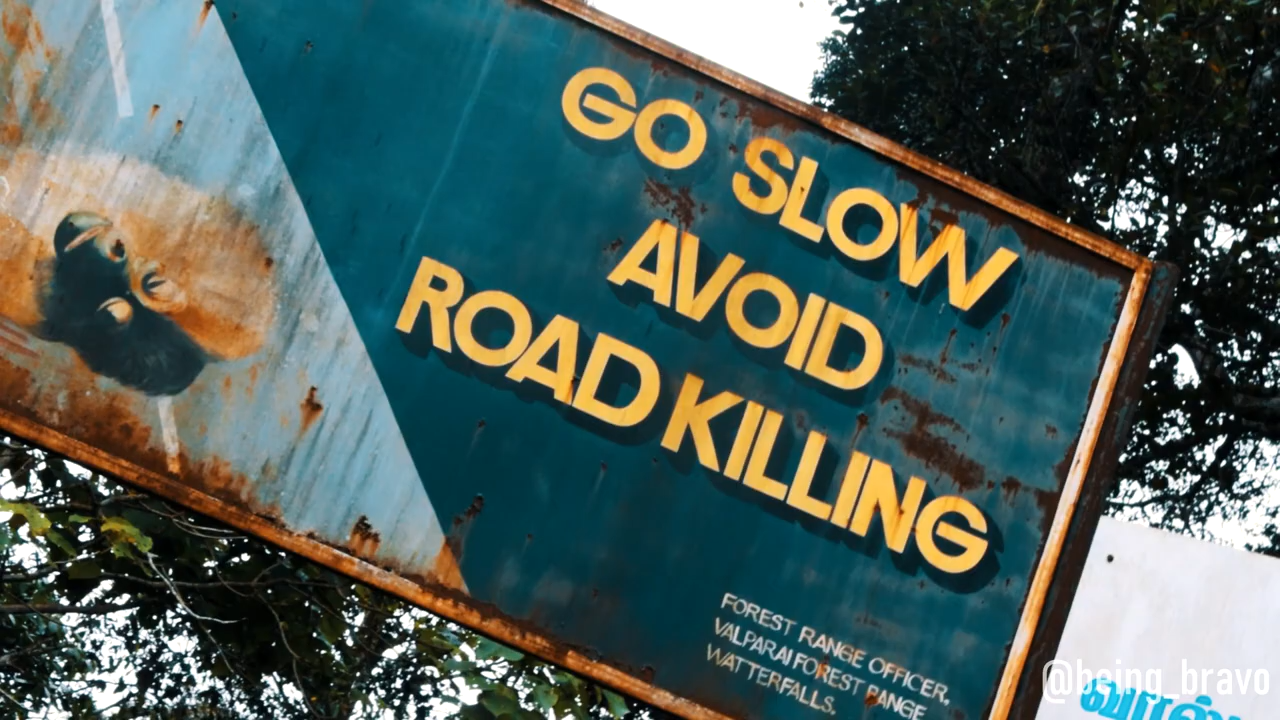 GO SLOW
AVOID
ROAD KILLING
FOREST RANGE OFFICER,
VALPARAI FOREST RANGE
WATTERFALLS.
@being_bravo